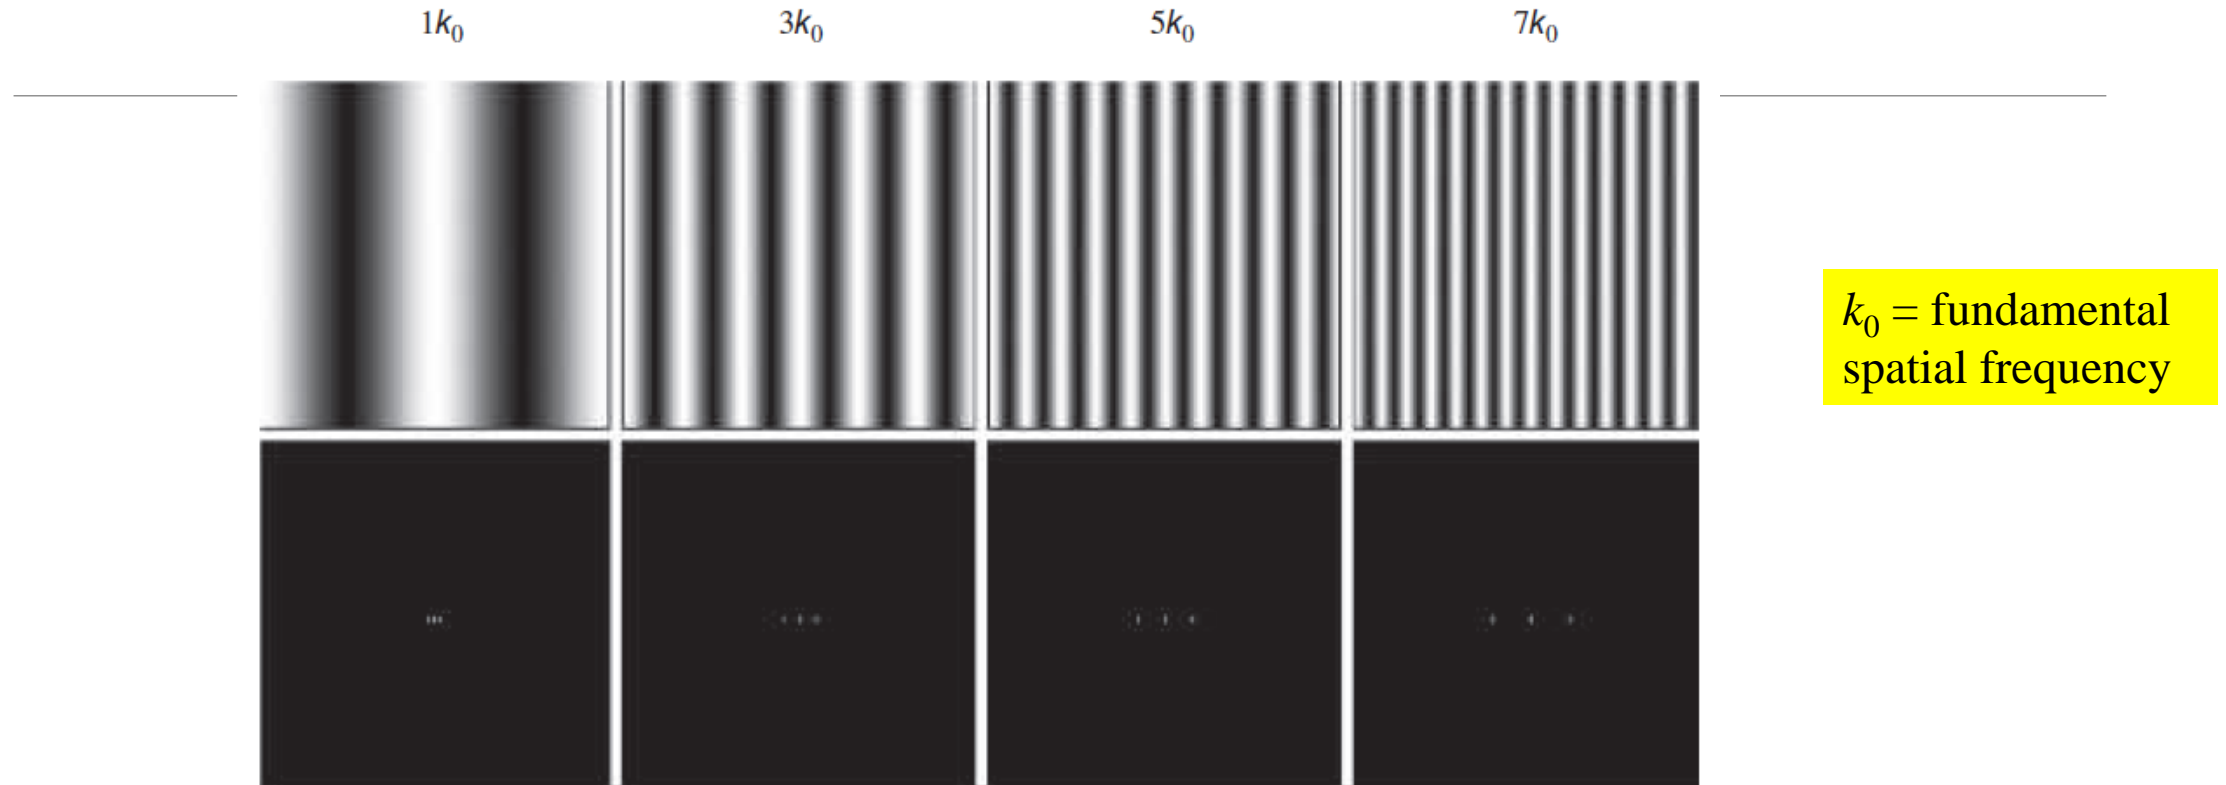 1k₀ 3k₀ 5k₀ 7k₀
k₀ = fundamental
spatial frequency